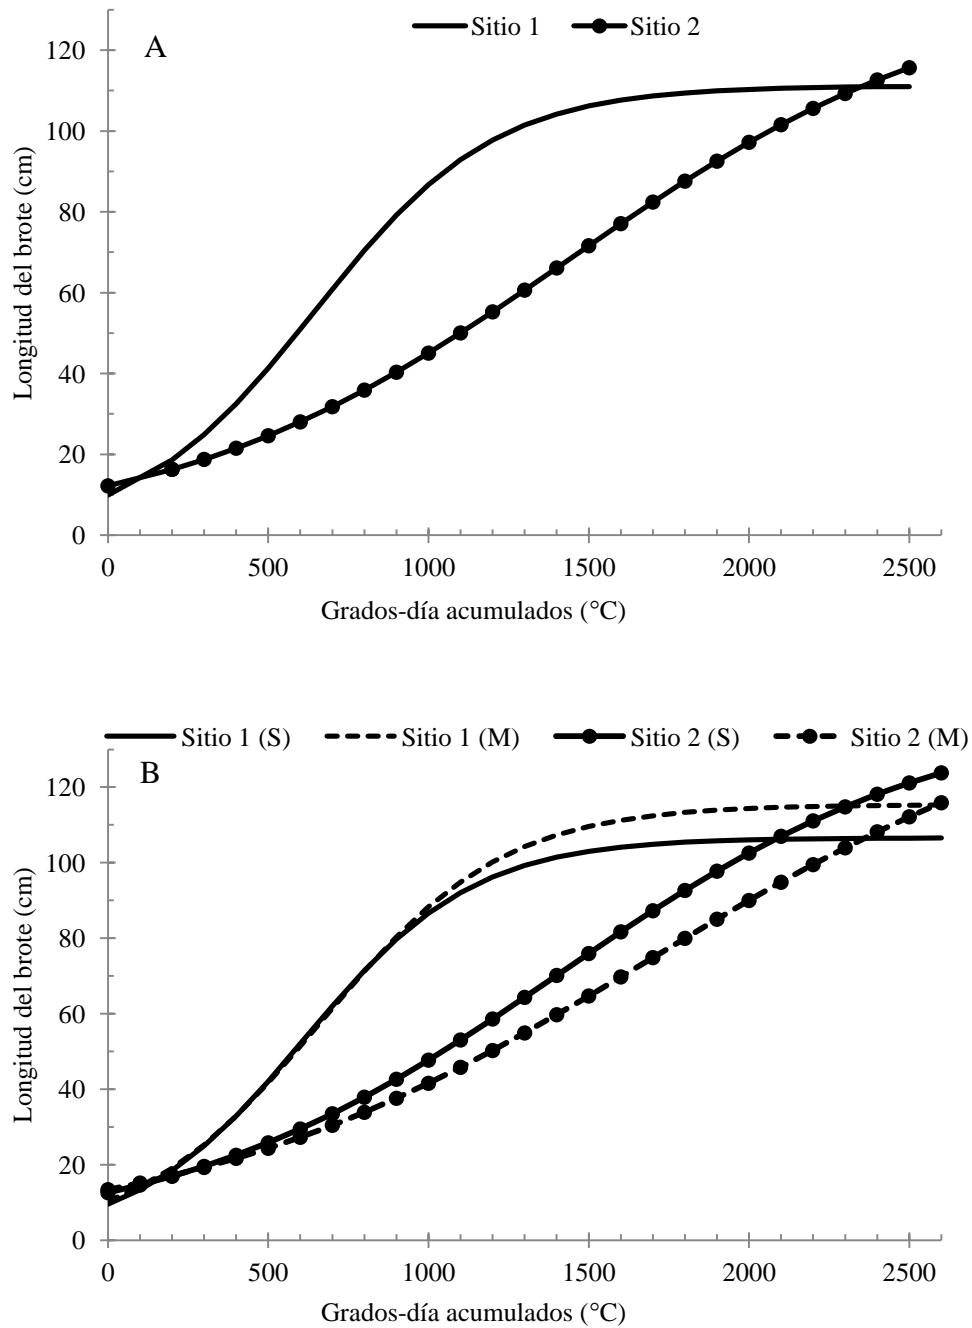 Sitio 1 Sitio 2
A
120
100
80
60
40
20
0
Longitud del brote (cm)
0 500 1000 1500 2000 2500
Grados-día acumulados (°C)
Sitio 1 (S) Sitio 1 (M) Sitio 2 (S) Sitio 2 (M)
B
120
100
80
60
40
20
0
Longitud del brote (cm)
0 500 1000 1500 2000 2500
Grados-día acumulados (°C)